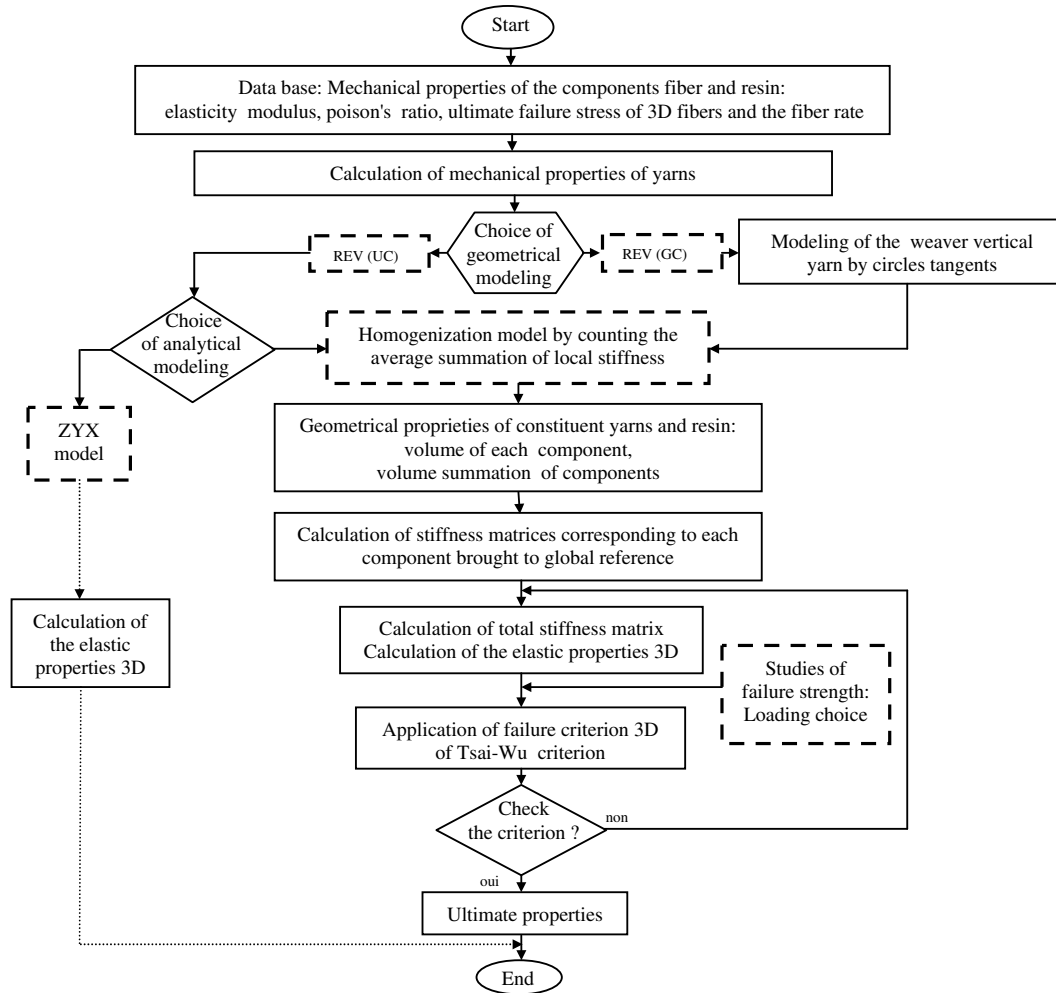 Start
Data base: Mechanical properties of the components fiber and resin:
elasticity modulus, poison's ratio, ultimate failure stress of 3D fibers and the fiber rate
Calculation of mechanical properties of yarns
Choice of
geometrical
modeling
REV (UC)
REV (GC)
Modeling of the weaver vertical
yarn by circles tangents
Choice
of analytical
modeling
Homogenization model by counting the
average summation of local stiffness
ZYX
model
Geometrical proprieties of constituent yarns and resin:
volume of each component,
volume summation of components
Calculation of stiffness matrices corresponding to each
component brought to global reference
Calculation of
the elastic
properties 3D
Calculation of total stiffness matrix
Calculation of the elastic properties 3D
Studies of
failure strength:
Loading choice
Application of failure criterion 3D
of Tsai-Wu criterion
Check
the criterion ?
non
oui
Ultimate properties
End